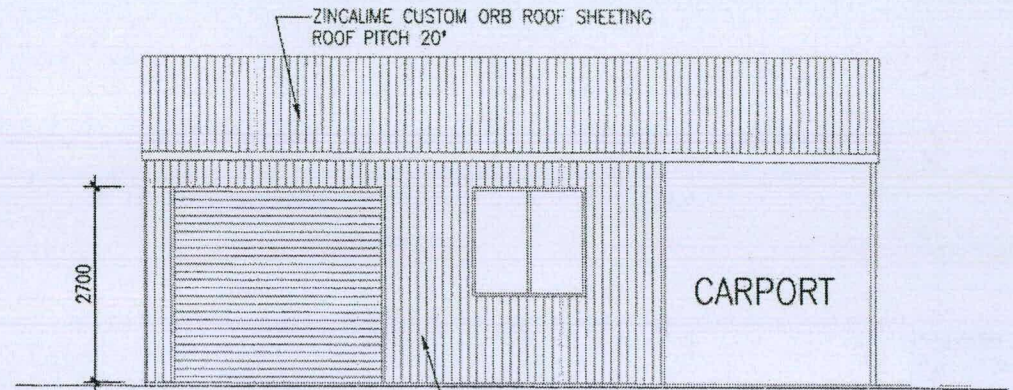 ZINCALIME CUSTOM ORB ROOF SHEETING
ROOF PITCH 20°
2700
CARPORT